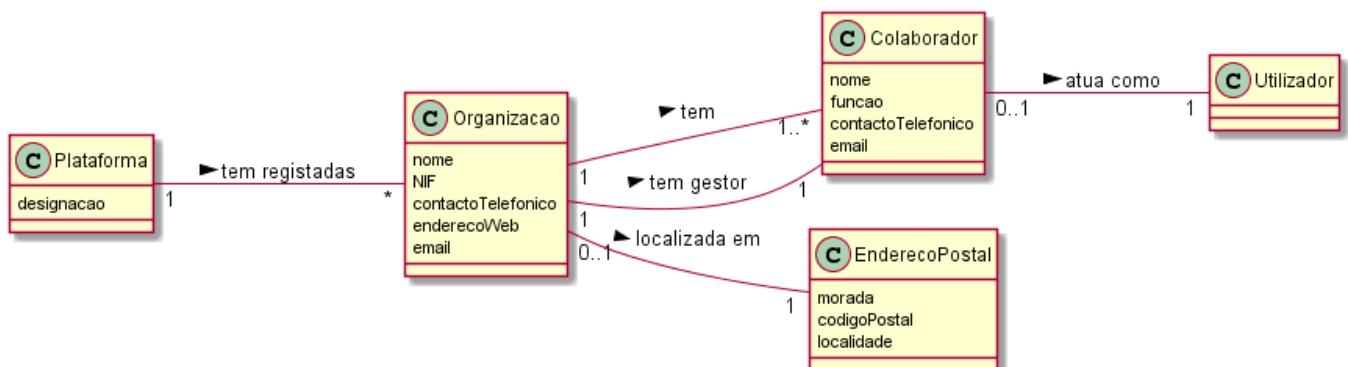 C Plataforma
designacao
► tem registadas
1
*
C Organizacao
nome
NIF
contactoTelefonico
enderecoWeb
email
► tem
1
1..*
► tem gestor
1
1
► localizada em
0..1
1
C Colaborador
nome
funcao
contactoTelefonico
email
► atua como
0..1
1
C Utilizador
C EnderecoPostal
morada
codigoPostal
localidade